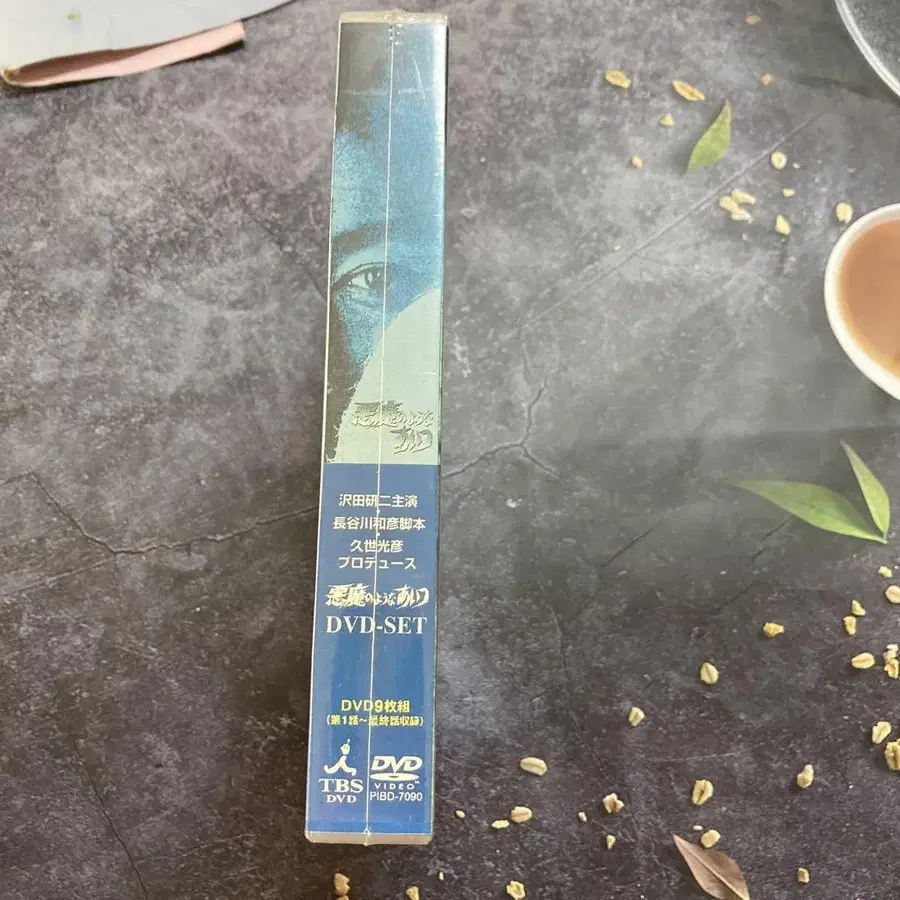 悪魔のような
あいつ
沢田研二主演
長谷川和彦脚本
久世光彦
プロデュース
悪魔のようなあいつ
DVD-SET
DVD9枚組
(第1話〜最終話収録)
TBS
DVD
DVD
VIDEO™
PIBD-7090